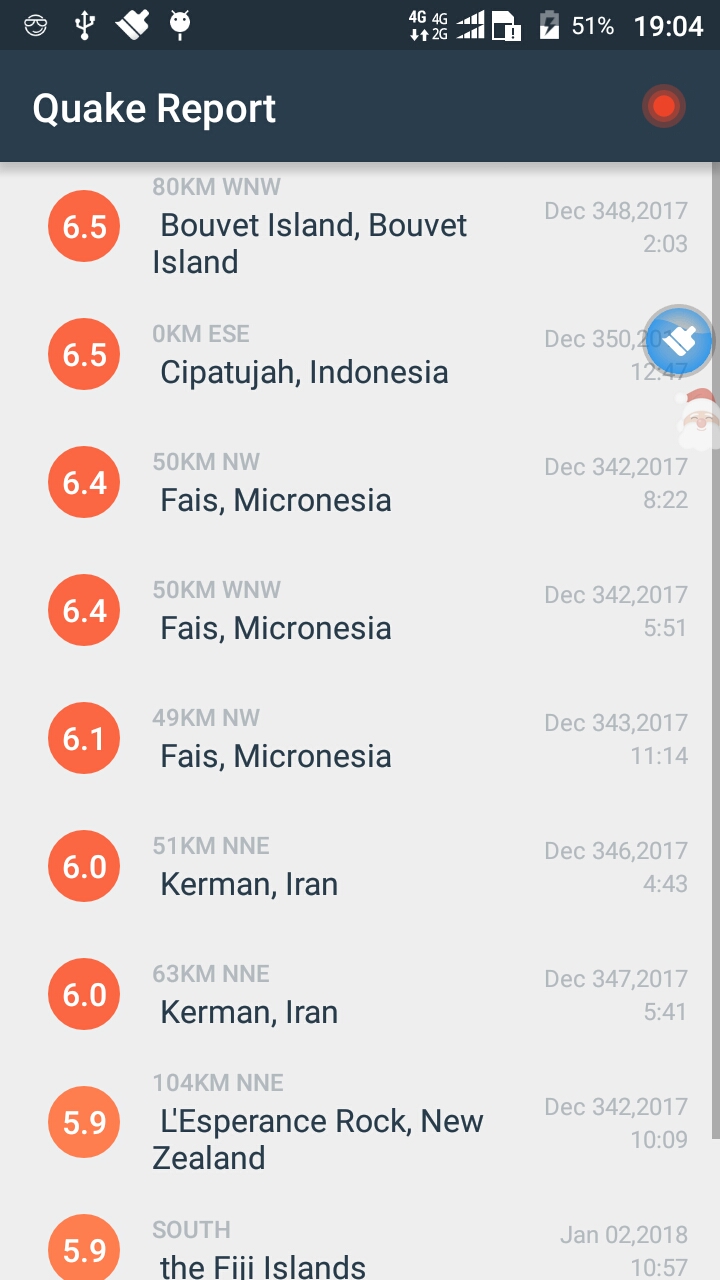 4G 4G 2G 51% 19:04
Quake Report
6.5
80KM WNW
Bouvet Island, Bouvet
Island
Dec 348,2017
2:03
6.5
0KM ESE
Cipatujah, Indonesia
Dec 350,20
12:47
6.4
50KM NW
Fais, Micronesia
Dec 342,2017
8:22
6.4
50KM WNW
Fais, Micronesia
Dec 342,2017
5:51
6.1
49KM NW
Fais, Micronesia
Dec 343,2017
11:14
6.0
51KM NNE
Kerman, Iran
Dec 346,2017
4:43
6.0
63KM NNE
Kerman, Iran
Dec 347,2017
5:41
5.9
104KM NNE
L'Esperance Rock, New
Zealand
Dec 342,2017
10:09
5.9
SOUTH
the Fiji Islands
Jan 02,2018
10:57